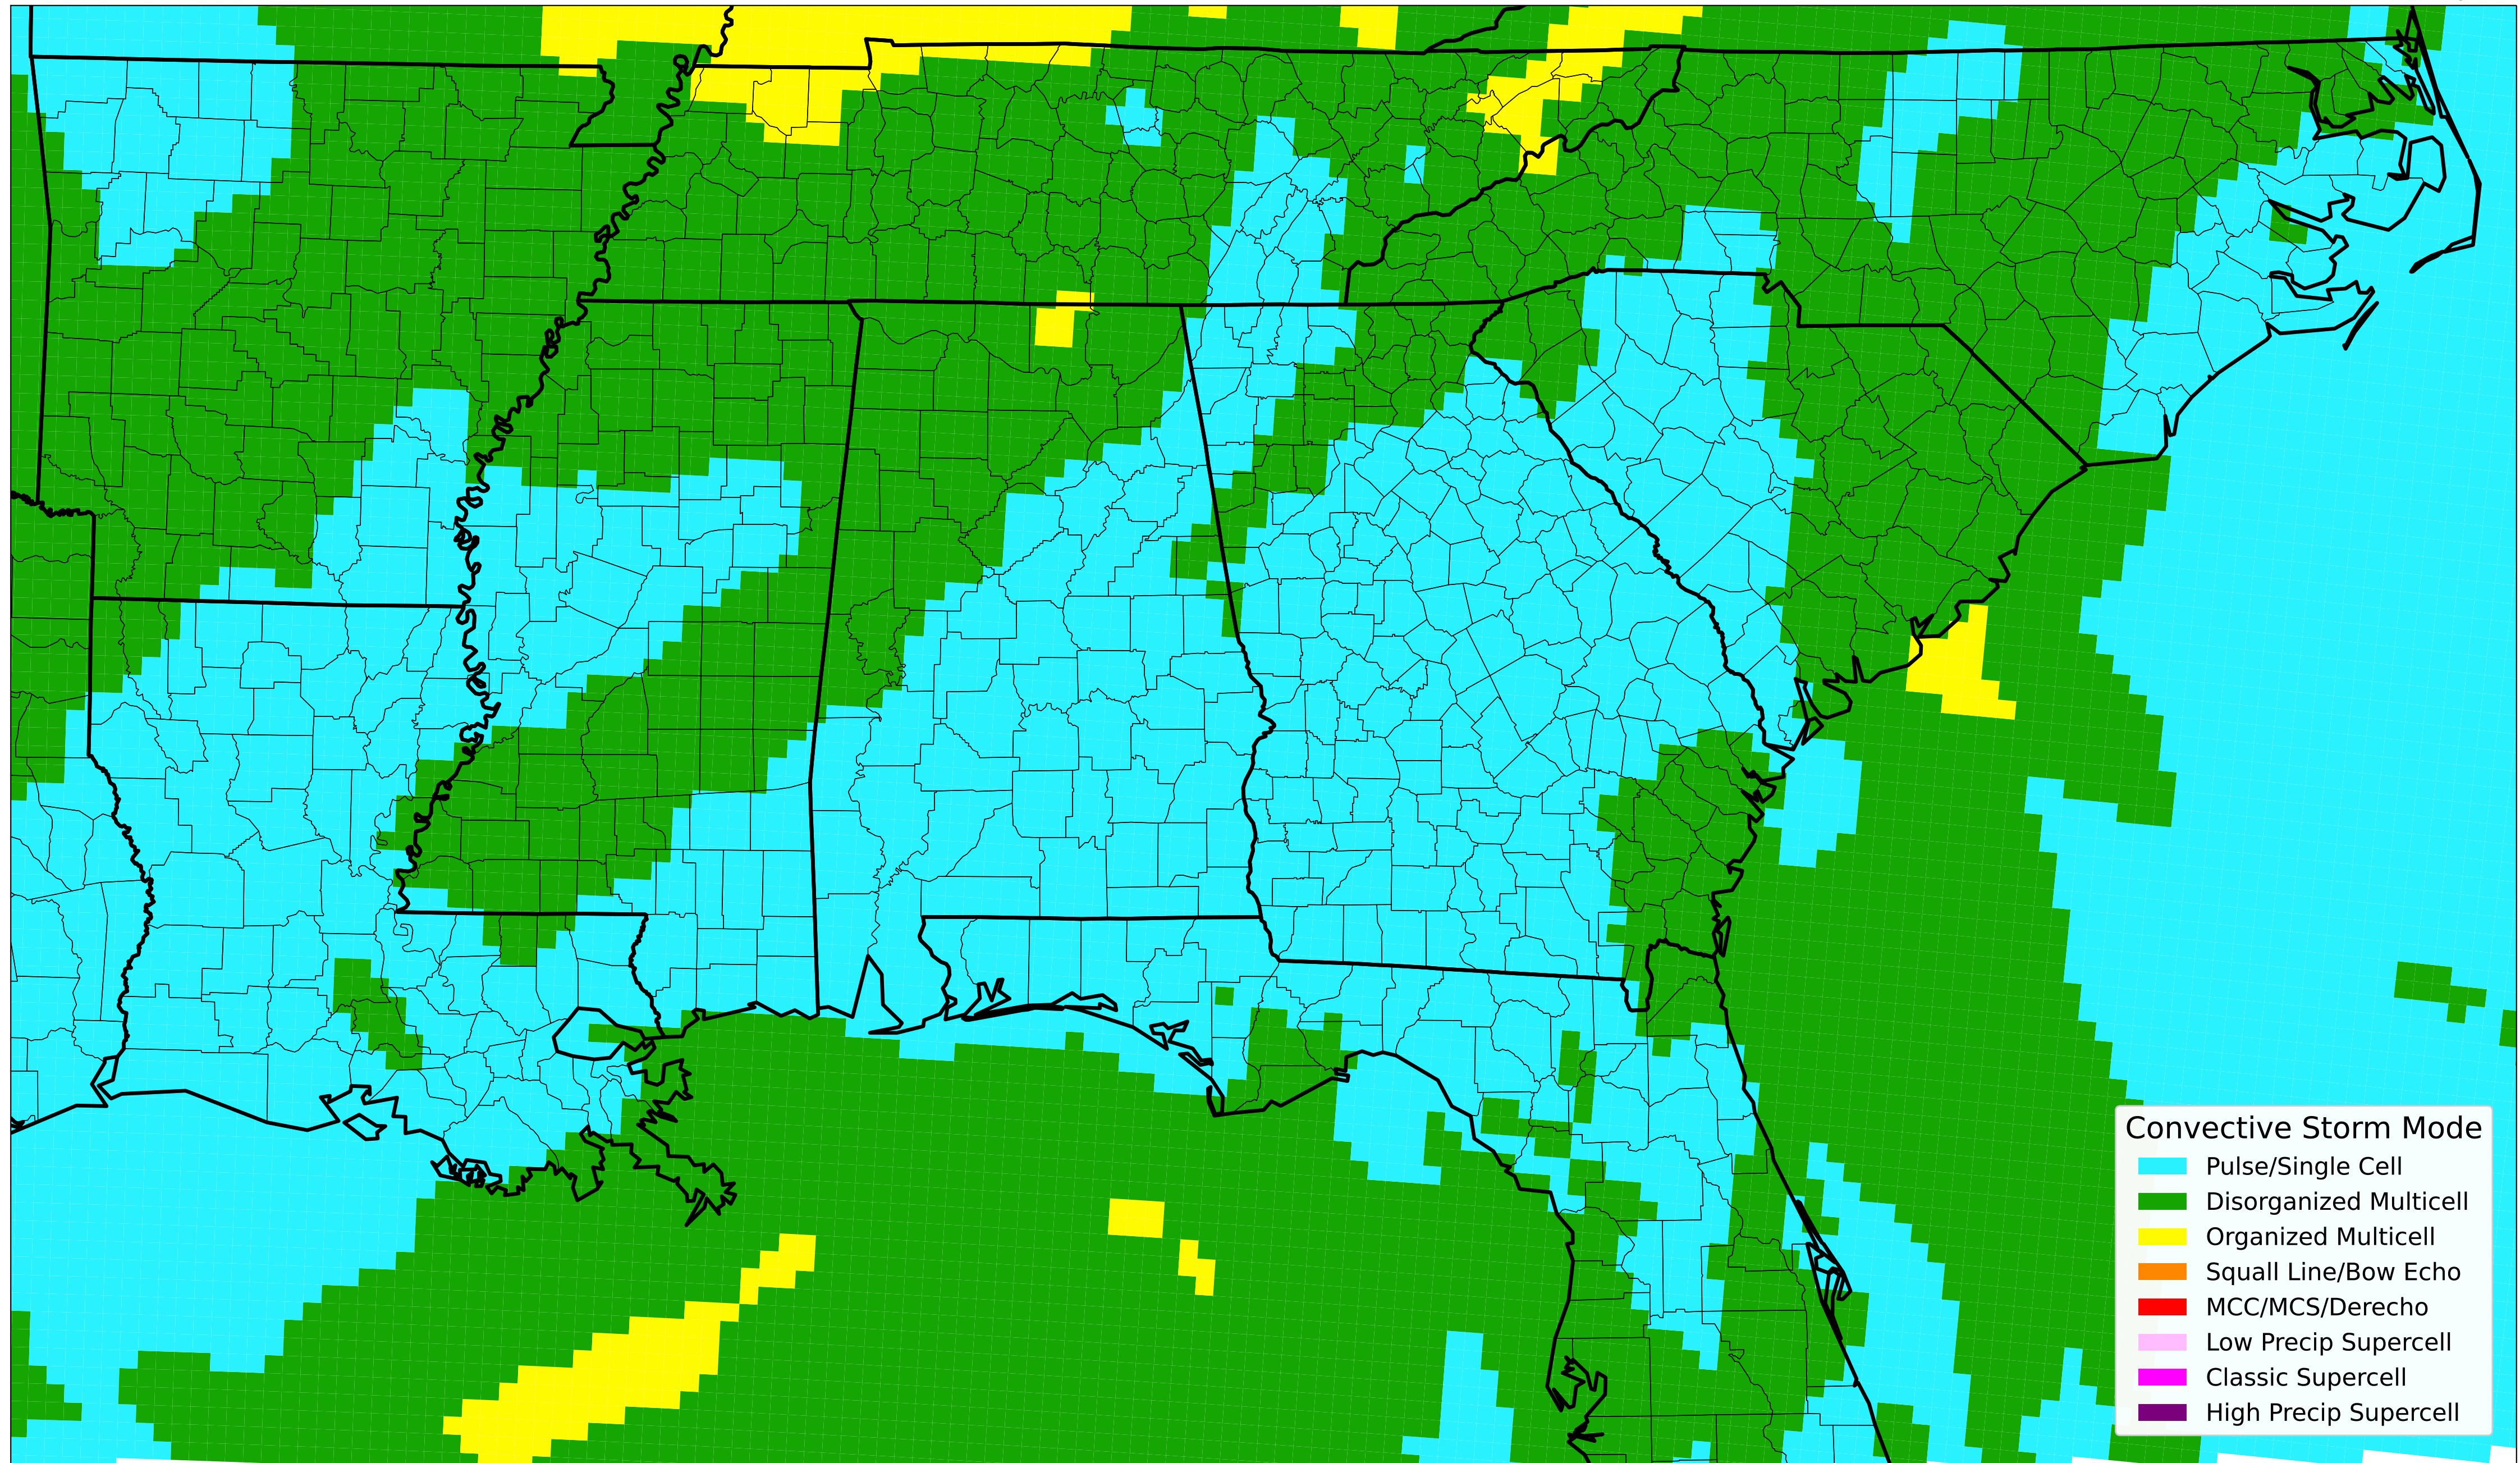 Convective Storm Mode
Pulse/Single Cell
Disorganized Multicell
Organized Multicell
Squall Line/Bow Echo
MCC/MCS/Derecho
Low Precip Supercell
Classic Supercell
High Precip Supercell